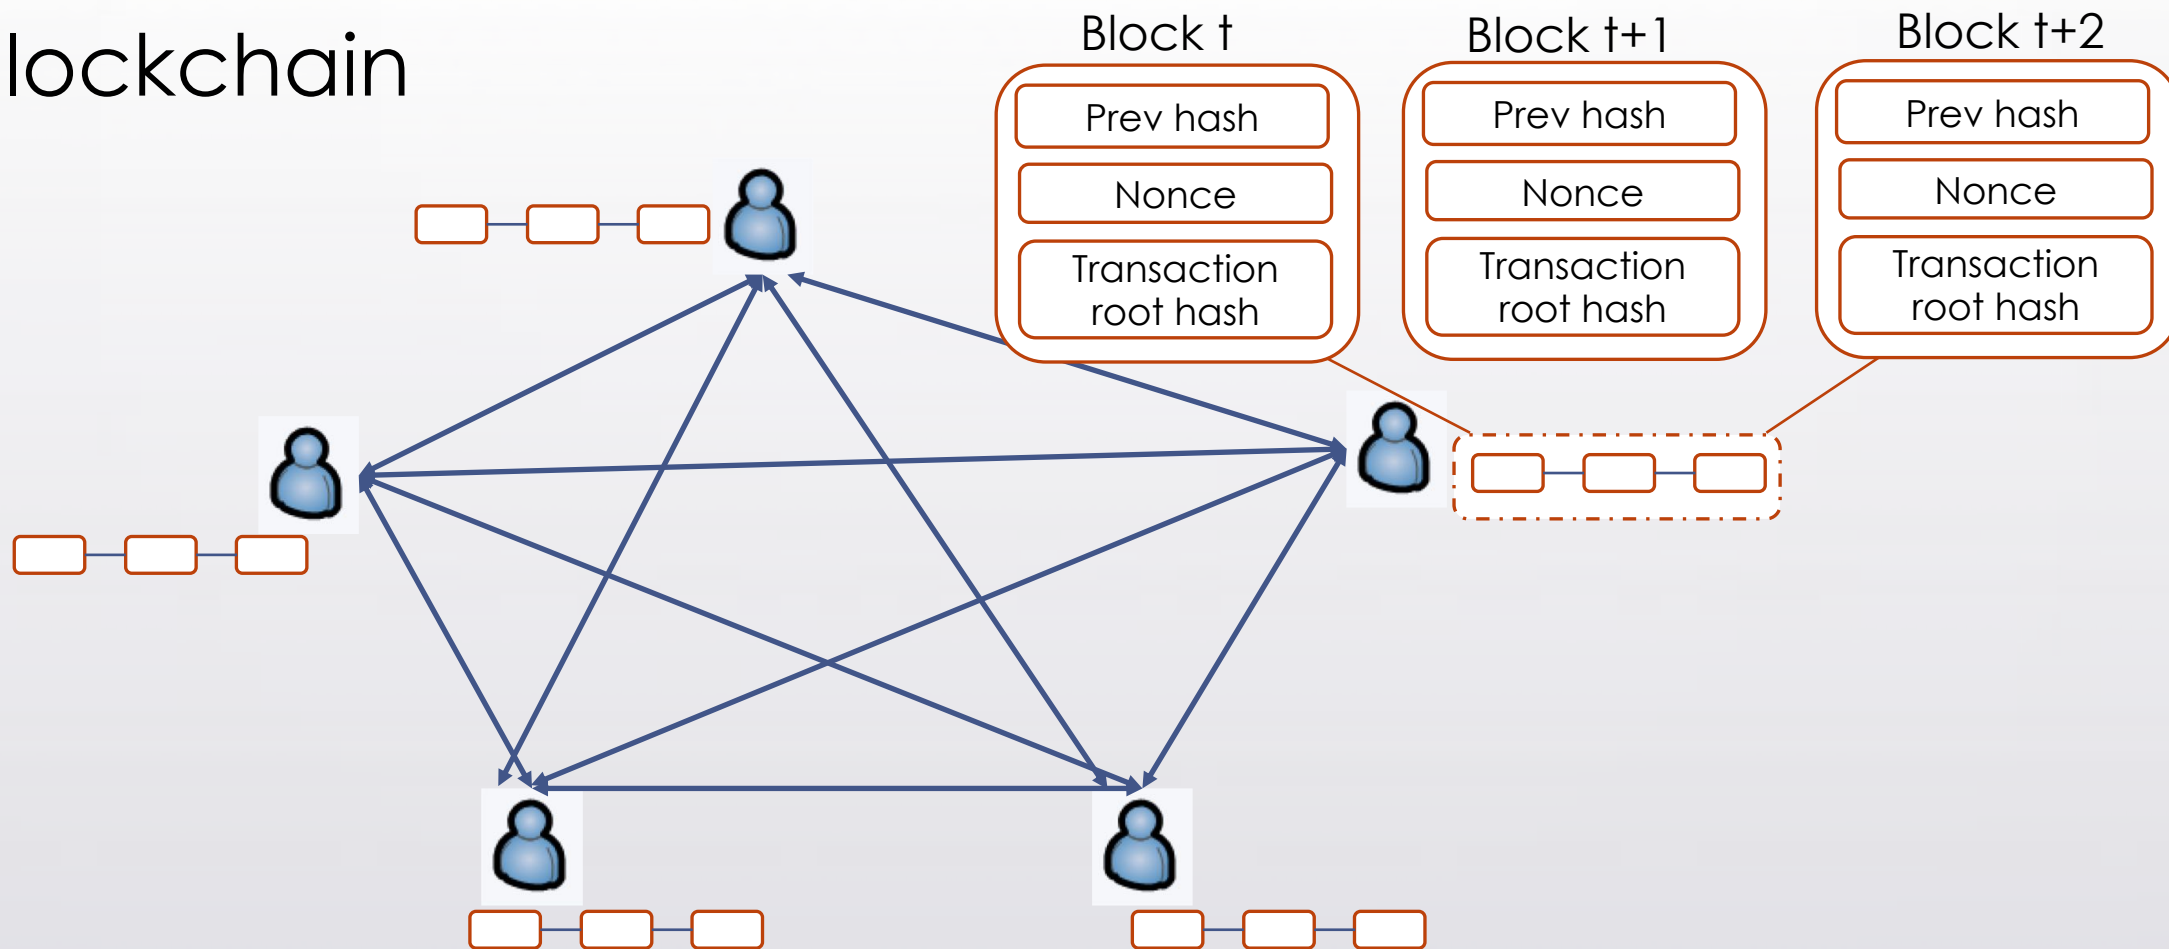 lockchain
Block t
Prev hash
Nonce
Transaction
root hash
Block t+1
Prev hash
Nonce
Transaction
root hash
Block t+2
Prev hash
Nonce
Transaction
root hash